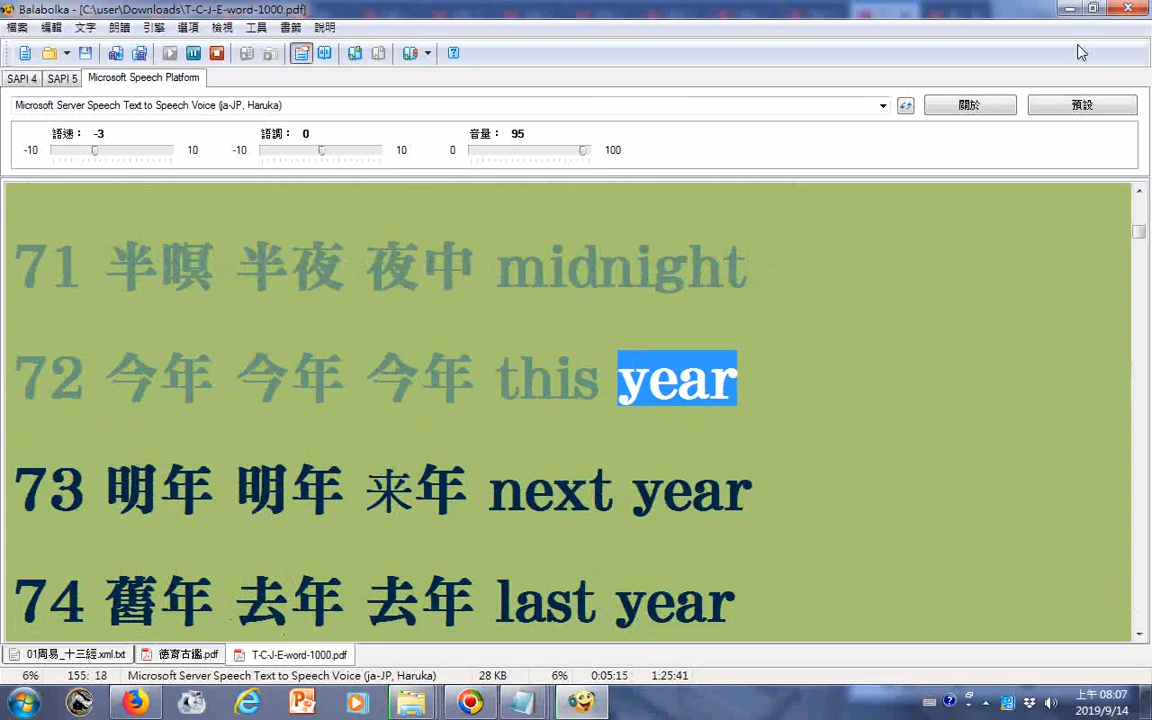 Balabolka - [C:\user\Downloads\T-C-J-E-word-1000.pdf]
檔案 編輯 文字 朗讀 引擎 選項 檢視 工具 書籤 說明
SAPI 4 SAPI 5 Microsoft Speech Platform
Microsoft Server Speech Text to Speech Voice (ja-JP, Haruka) 關於 預設
語速： -3 語調： 0 音量： 95
-10 10 -10 10 0 100
71 半暝 半夜 夜中 midnight
72 今年 今年 今年 this year
73 明年 明年 来年 next year
74 舊年 去年 去年 last year
01周易_十三經.xml.txt 德育古鑑.pdf T-C-J-E-word-1000.pdf
6% 155: 18 Microsoft Server Speech Text to Speech Voice (ja-JP, Haruka) 28 KB 6% 0:05:15 1:25:41
上午 08:07
2019/9/14